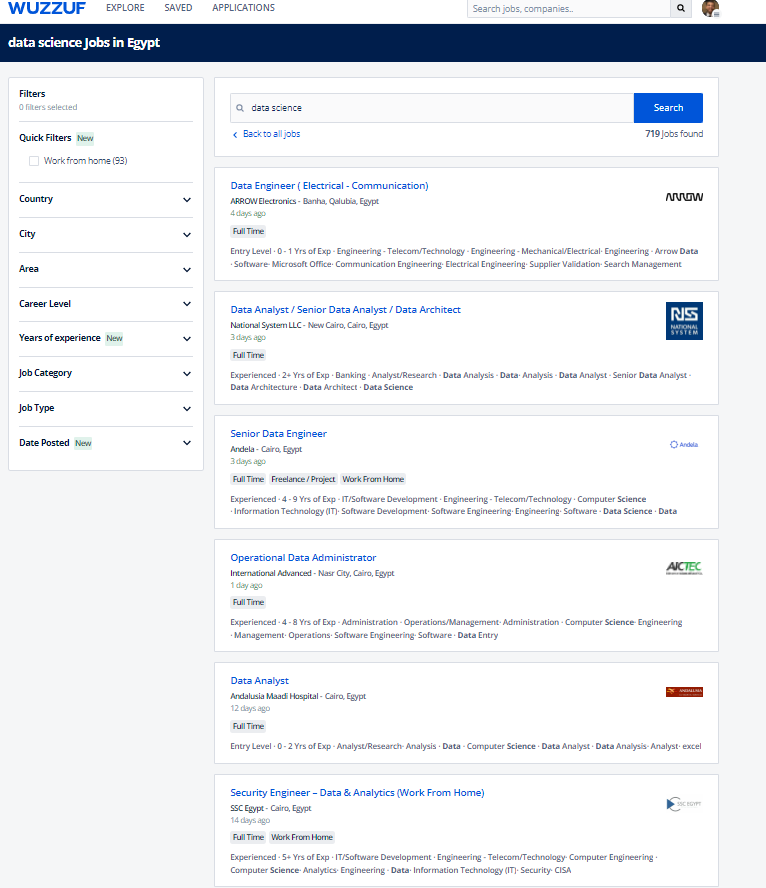 WUZZUF EXPLORE SAVED APPLICATIONS Search jobs, companies..
data science Jobs in Egypt
Filters
0 filters selected
Quick Filters New
Work from home (93)
Country
City
Area
Career Level
Years of experience New
Job Category
Job Type
Date Posted New
data science Search
Back to all jobs 719 Jobs found
Data Engineer ( Electrical - Communication)
ARROW Electronics - Banha, Qalubia, Egypt
4 days ago
Full Time
Entry Level · 0 - 1 Yrs of Exp · Engineering - Telecom/Technology · Engineering - Mechanical/Electrical· Engineering · Arrow Data
· Software· Microsoft Office· Communication Engineering· Electrical Engineering· Supplier Validation· Search Management
ARROW
Data Analyst / Senior Data Analyst / Data Architect
National System LLC - New Cairo, Cairo, Egypt
3 days ago
Full Time
Experienced · 2+ Yrs of Exp · Banking · Analyst/Research · Data Analysis · Data· Analysis · Data Analyst · Senior Data Analyst ·
Data Architecture · Data Architect · Data Science
NATIONAL
SYSTEM
Senior Data Engineer
Andela - Cairo, Egypt
3 days ago
Full Time Freelance / Project Work From Home
Experienced · 4 - 9 Yrs of Exp · IT/Software Development · Engineering - Telecom/Technology · Computer Science
· Information Technology (IT)· Software Development· Software Engineering· Engineering· Software · Data Science · Data
Andela
Operational Data Administrator
International Advanced - Nasr City, Cairo, Egypt
1 day ago
Full Time
Experienced · 4 - 8 Yrs of Exp · Administration · Operations/Management· Administration · Computer Science· Engineering
· Management· Operations· Software Engineering· Software · Data Entry
AICTEC
Data Analyst
Andalusia Maadi Hospital - Cairo, Egypt
12 days ago
Full Time
Entry Level · 0 - 2 Yrs of Exp · Analyst/Research· Analysis · Data · Computer Science · Data Analyst · Data Analysis· Analyst· excel
ANDALUSIA
Security Engineer – Data & Analytics (Work From Home)
SSC Egypt - Cairo, Egypt
14 days ago
Full Time Work From Home
Experienced · 5+ Yrs of Exp · IT/Software Development · Engineering - Telecom/Technology· Computer Engineering ·
Computer Science· Analytics· Engineering · Data· Information Technology (IT)· Security· CISA
SSC EGYPT